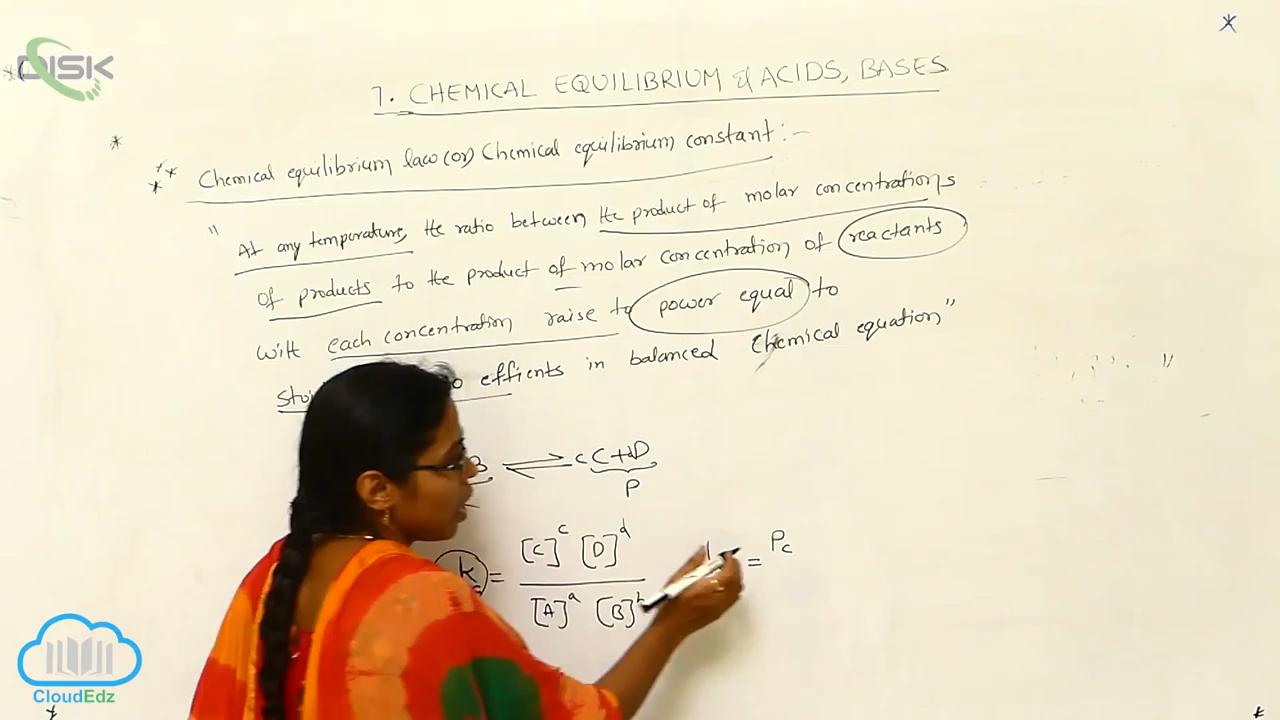 DISK
7. CHEMICAL EQUILIBRIUM & ACIDS, BASES
Chemical equilibrium law (or) Chemical equilibrium constant :-
" At any temperature, the ratio between the product of molar concentrations
of products to the product of molar concentration of reactants
with each concentration raise to power equal to
efficients in balanced Chemical equation"
B ⇌ c C + dD
P
k = [C]^c [D]^d
[A]^a [B]
= Pc
CloudEdz